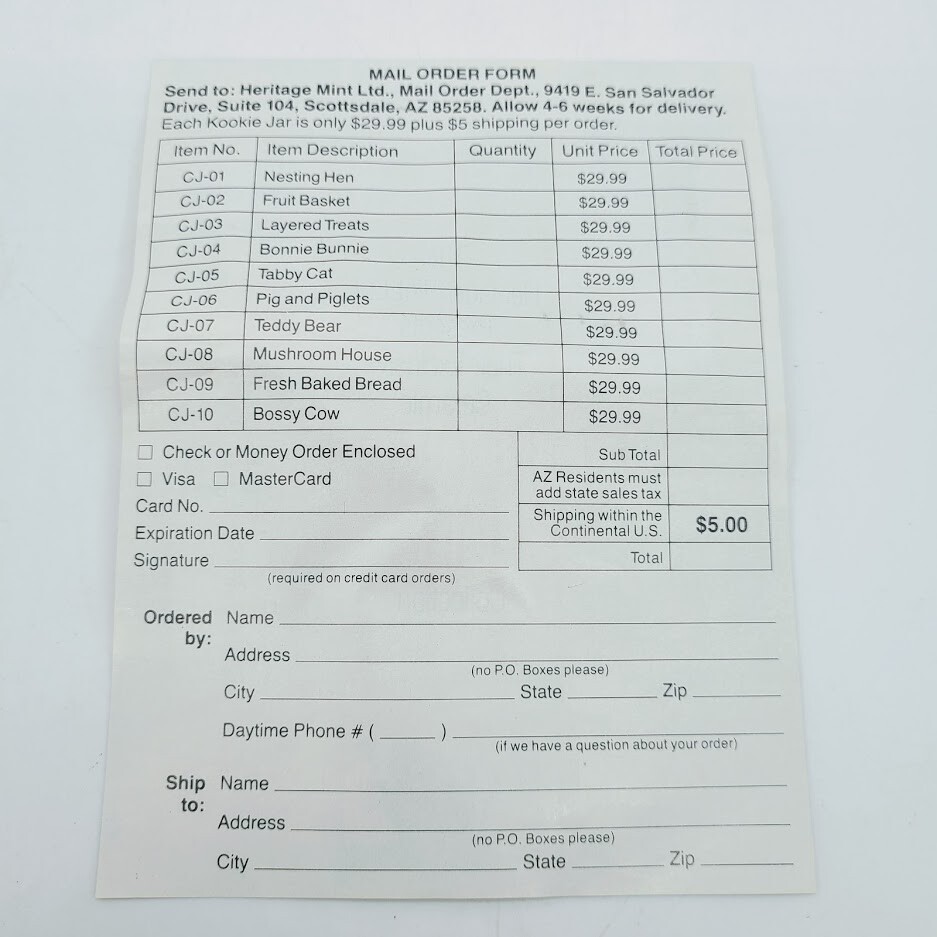 MAIL ORDER FORM
Send to: Heritage Mint Ltd., Mail Order Dept., 9419 E. San Salvador
Drive, Suite 104, Scottsdale, AZ 85258. Allow 4-6 weeks for delivery.
Each Kookie Jar is only $29.99 plus $5 shipping per order.
Item No. Item Description Quantity Unit Price Total Price
CJ-01 Nesting Hen $29.99
CJ-02 Fruit Basket $29.99
CJ-03 Layered Treats $29.99
CJ-04 Bonnie Bunnie $29.99
CJ-05 Tabby Cat $29.99
CJ-06 Pig and Piglets $29.99
CJ-07 Teddy Bear $29.99
CJ-08 Mushroom House $29.99
CJ-09 Fresh Baked Bread $29.99
CJ-10 Bossy Cow $29.99
Check or Money Order Enclosed
Visa MasterCard
Card No.
Expiration Date
Signature
(required on credit card orders)
Sub Total
AZ Residents must
add state sales tax
Shipping within the
Continental U.S. $5.00
Total
Ordered by: Name
Address
(no P.O. Boxes please)
City State Zip
Daytime Phone # ( )
(if we have a question about your order)
Ship to: Name
Address
(no P.O. Boxes please)
City State Zip